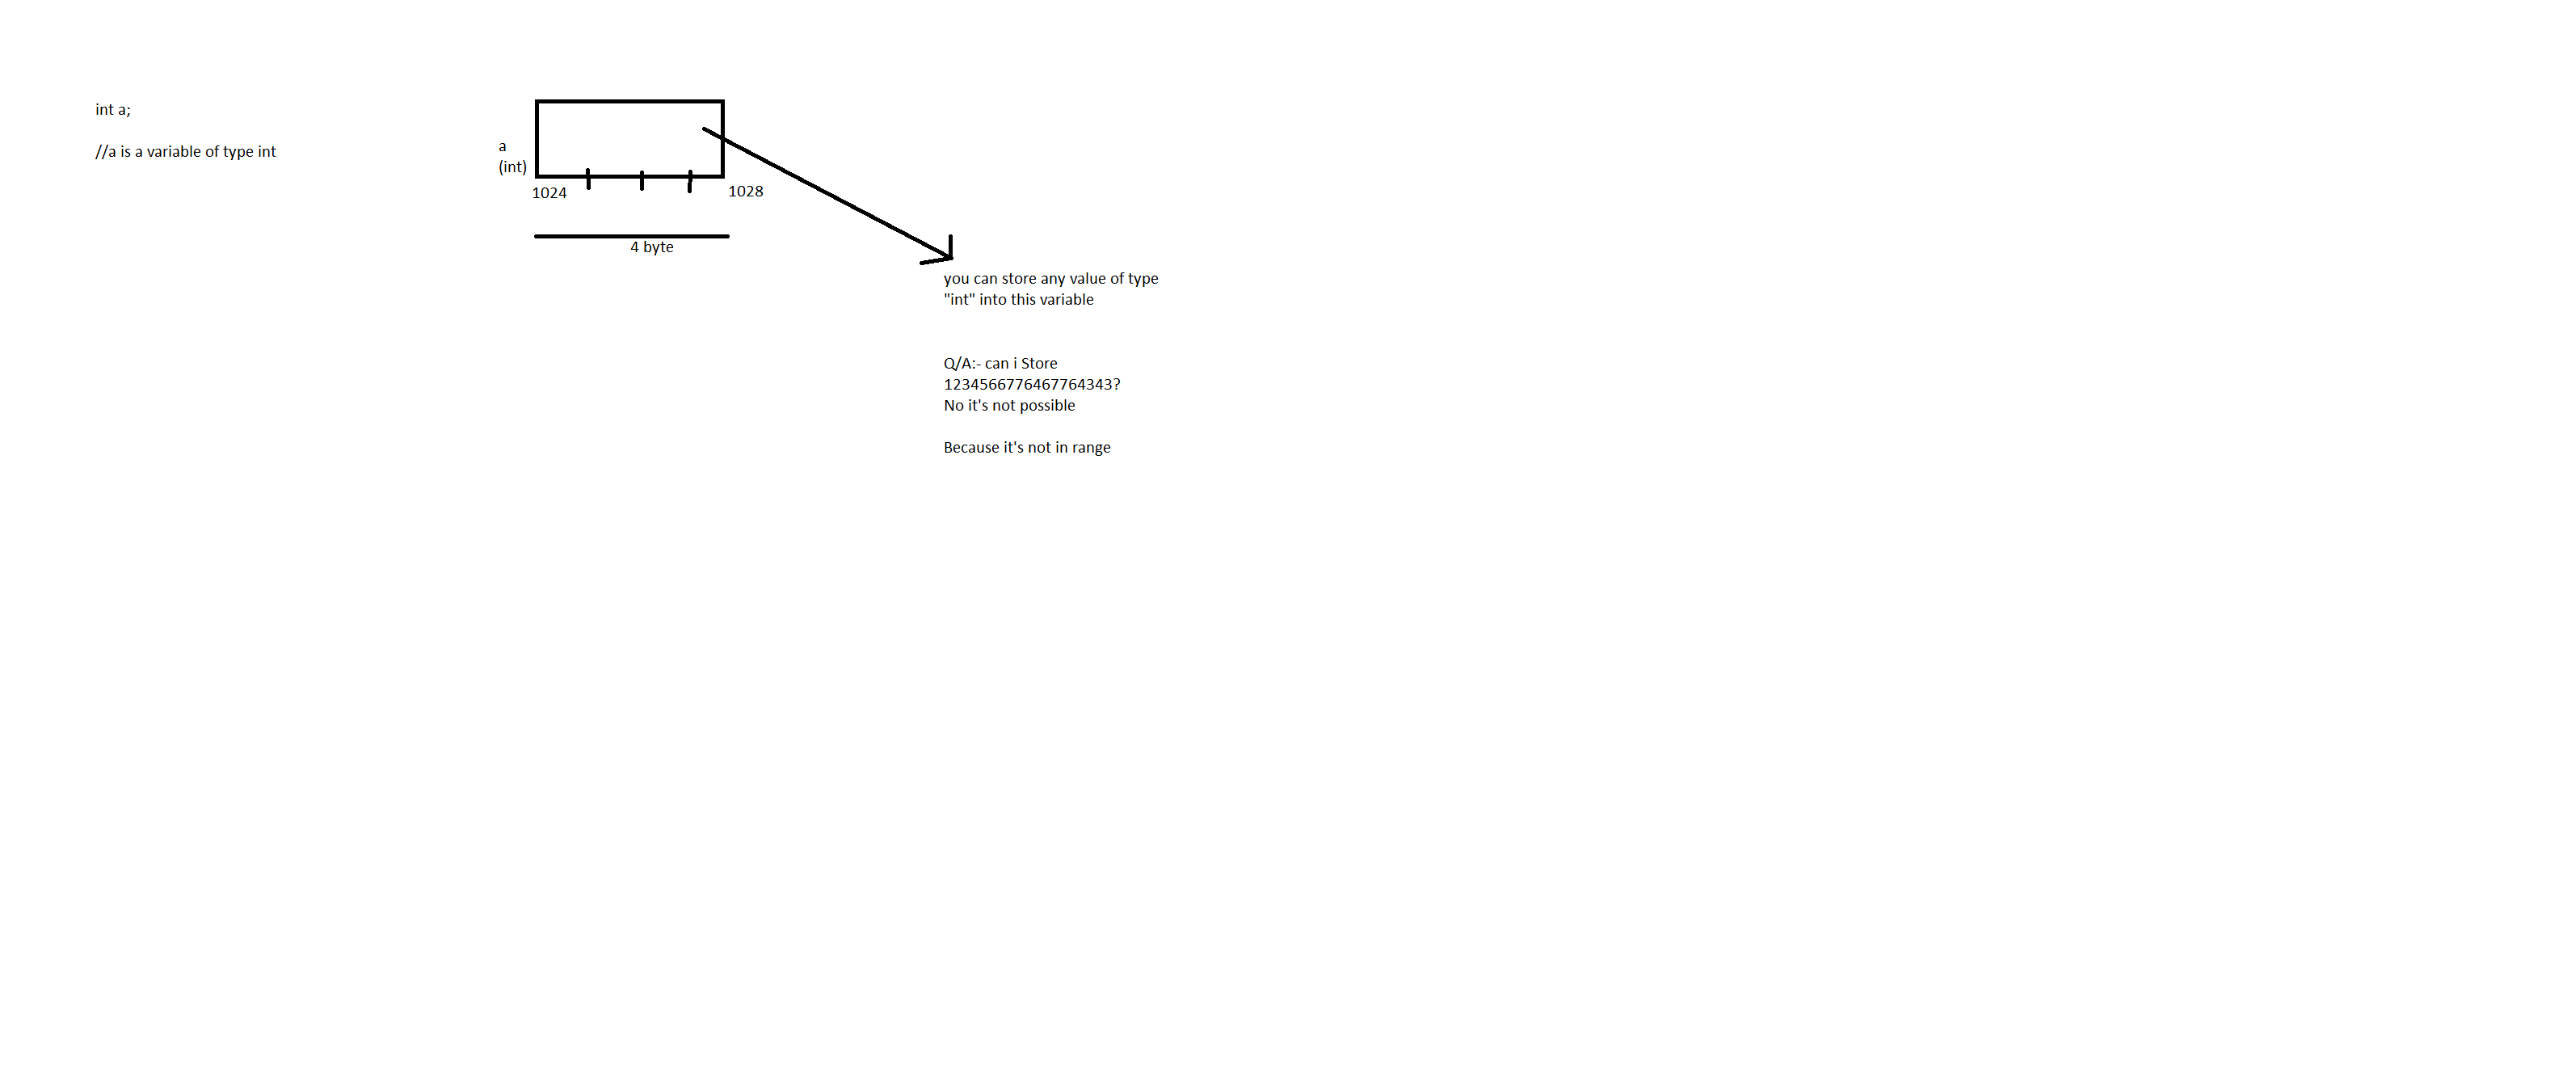 int a;
//a is a variable of type int
a
(int)
1024
1028
4 byte
you can store any value of type
"int" into this variable
Q/A:- can i Store
1234566776467764343?
No it's not possible
Because it's not in range